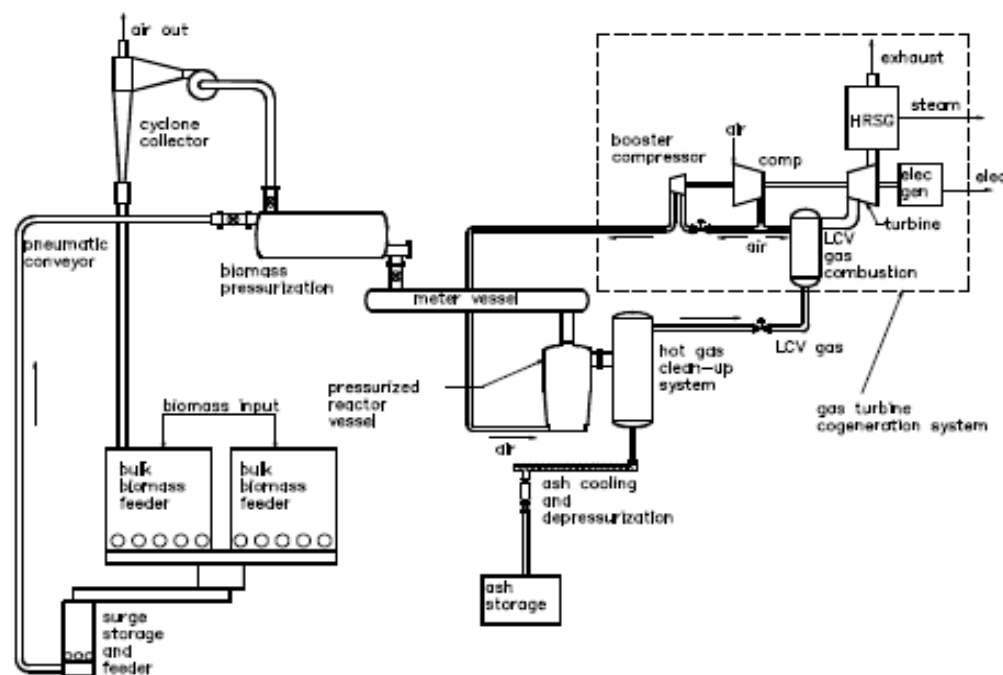 air out
exhaust
steam
HRSG
cyclone
collector
booster
compressor
air
comp
elec
gen
elec
turbine
pneumatic
conveyor
biomass
pressurization
air
LCV
gas
combustion
meter vessel
LCV gas
hot gas
clean-up
system
pressurized
reactor
vessel
gas turbine
cogeneration system
biomass input
air
bulk
biomass
feeder
bulk
biomass
feeder
ash cooling
and
depressurization
ash
storage
surge
storage
and
feeder